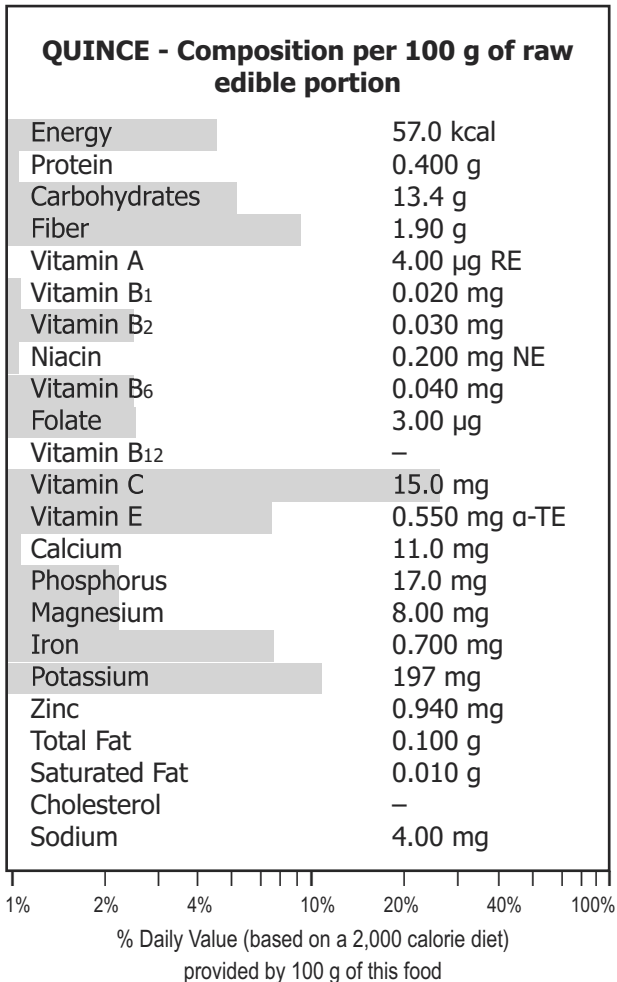 QUINCE - Composition per 100 g of raw
edible portion
Energy 57.0 kcal
Protein 0.400 g
Carbohydrates 13.4 g
Fiber 1.90 g
Vitamin A 4.00 µg RE
Vitamin B1 0.020 mg
Vitamin B2 0.030 mg
Niacin 0.200 mg NE
Vitamin B6 0.040 mg
Folate 3.00 µg
Vitamin B12 –
Vitamin C 15.0 mg
Vitamin E 0.550 mg α-TE
Calcium 11.0 mg
Phosphorus 17.0 mg
Magnesium 8.00 mg
Iron 0.700 mg
Potassium 197 mg
Zinc 0.940 mg
Total Fat 0.100 g
Saturated Fat 0.010 g
Cholesterol –
Sodium 4.00 mg
1% 2% 4% 10% 20% 40% 100%
% Daily Value (based on a 2,000 calorie diet)
provided by 100 g of this food